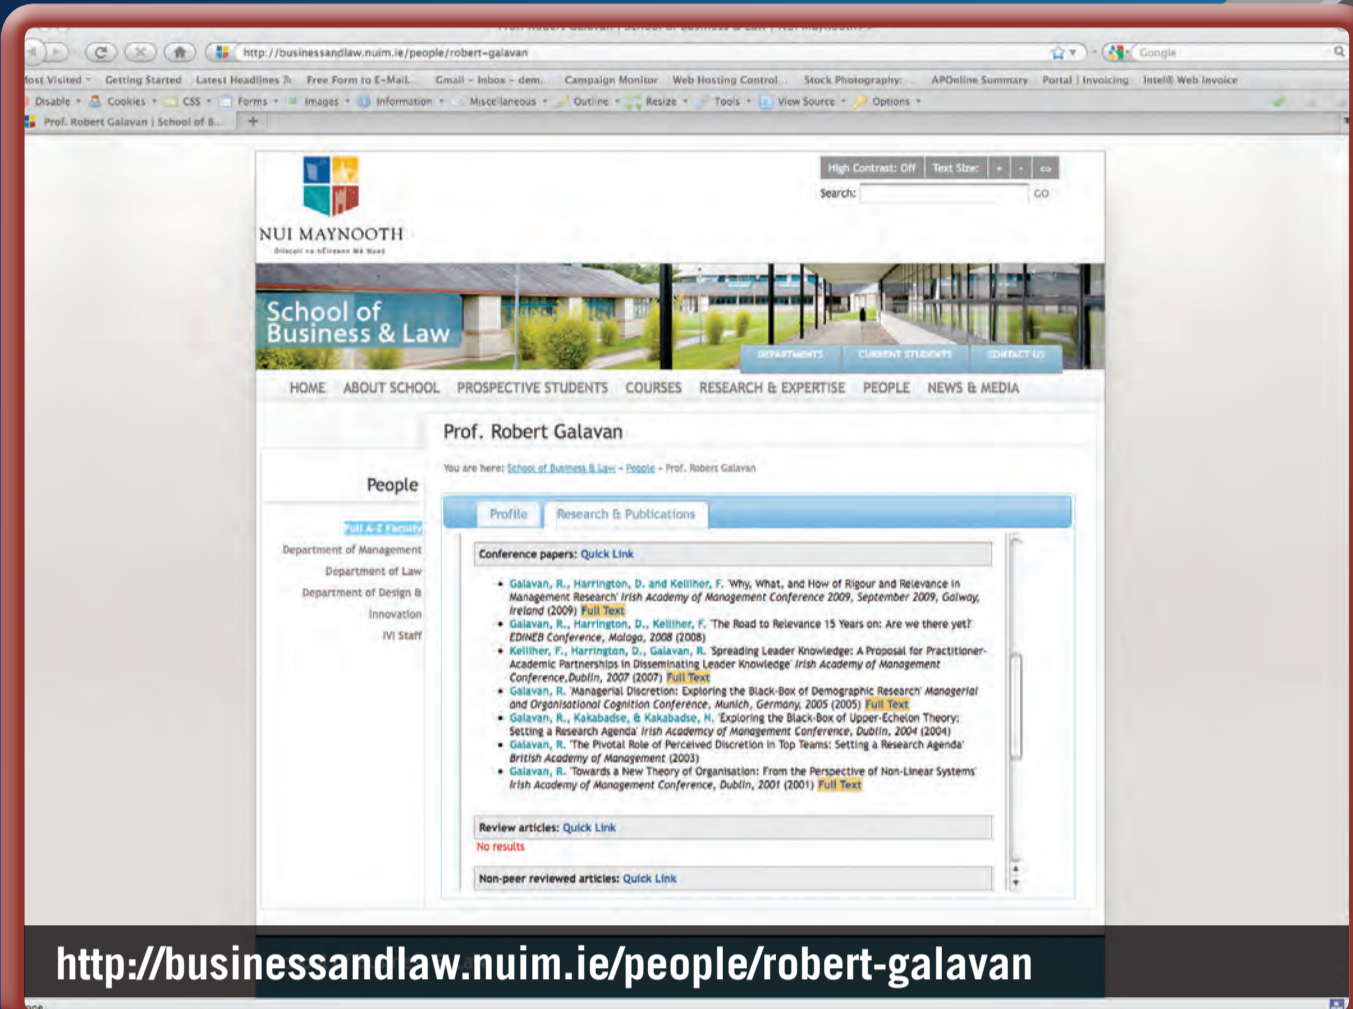 http://businessandlaw.nuim.ie/people/robert-galavan
Google
Most Visited Getting Started Latest Headlines Free Form to E-Mail... Gmail - Inbox - dem... Campaign Monitor Web Hosting Control... Stock Photography: ... APOnline Summary Portal | Invoicing Intel® Web Invoice
Disable Cookies CSS Forms Images Information Miscellaneous Outline Resize Tools View Source Options
Prof. Robert Galavan | School of B... +
High Contrast: Off Text Size: + -
Search: GO
NUI MAYNOOTH
School of
Business & Law
DEPARTMENTS CURRENT STUDENTS CONTACT US
HOME ABOUT SCHOOL PROSPECTIVE STUDENTS COURSES RESEARCH & EXPERTISE PEOPLE NEWS & MEDIA
Prof. Robert Galavan
You are here: School of Business & Law - People - Prof. Robert Galavan
People
Full A-Z Faculty
Department of Management
Department of Law
Department of Design &
Innovation
IVI Staff
Profile Research & Publications
Conference papers: Quick Link
• Galavan, R., Harrington, D. and Kelliher, F. 'Why, What, and How of Rigour and Relevance in
Management Research' Irish Academy of Management Conference 2009, September 2009, Galway,
Ireland (2009) Full Text
• Galavan, R., Harrington, D., Kelliher, F. 'The Road to Relevance 15 Years on: Are we there yet?'
EDINEB Conference, Malaga, 2008 (2008)
• Kelliher, F., Harrington, D., Galavan, R. 'Spreading Leader Knowledge: A Proposal for Practitioner-
Academic Partnerships in Disseminating Leader Knowledge' Irish Academy of Management
Conference,Dublin, 2007 (2007) Full Text
• Galavan, R. 'Managerial Discretion: Exploring the Black-Box of Demographic Research' Managerial
and Organisational Cognition Conference, Munich, Germany, 2005 (2005) Full Text
• Galavan, R., Kakabadse, & Kakabadse, N. 'Exploring the Black-Box of Upper-Echelon Theory:
Setting a Research Agenda' Irish Academcy of Management Conference, Dublin, 2004 (2004)
• Galavan, R. 'The Pivotal Role of Perceived Discretion in Top Teams: Setting a Research Agenda'
British Academy of Management (2003)
• Galavan, R. 'Towards a New Theory of Organisation: From the Perspective of Non-Linear Systems'
Irish Academy of Management Conference, Dublin, 2001 (2001) Full Text
Review articles: Quick Link
No results
Non-peer reviewed articles: Quick Link
http://businessandlaw.nuim.ie/people/robert-galavan